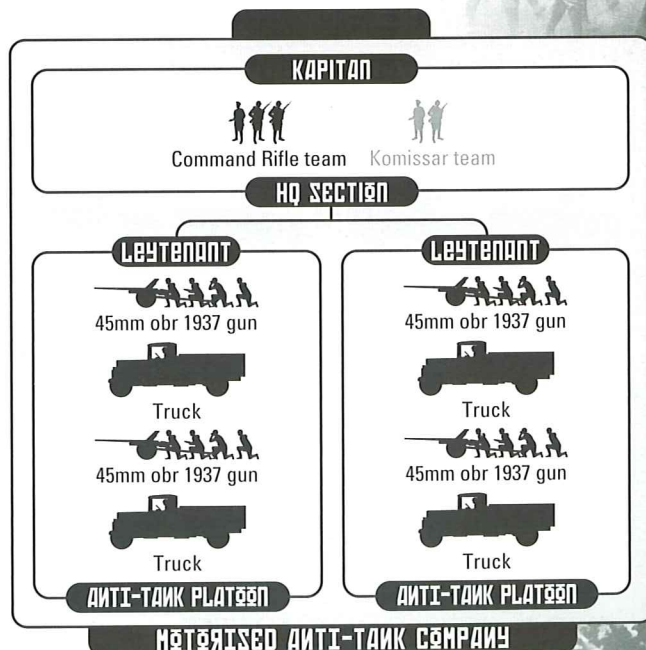 KAPITAN
Command Rifle team Komissar team
HQ SECTION
LEYTENANT LEYTENANT
45mm obr 1937 gun 45mm obr 1937 gun
Truck Truck
45mm obr 1937 gun 45mm obr 1937 gun
Truck Truck
ANTI-TANK PLATOON ANTI-TANK PLATOON
MOTORISED ANTI-TANK COMPANY